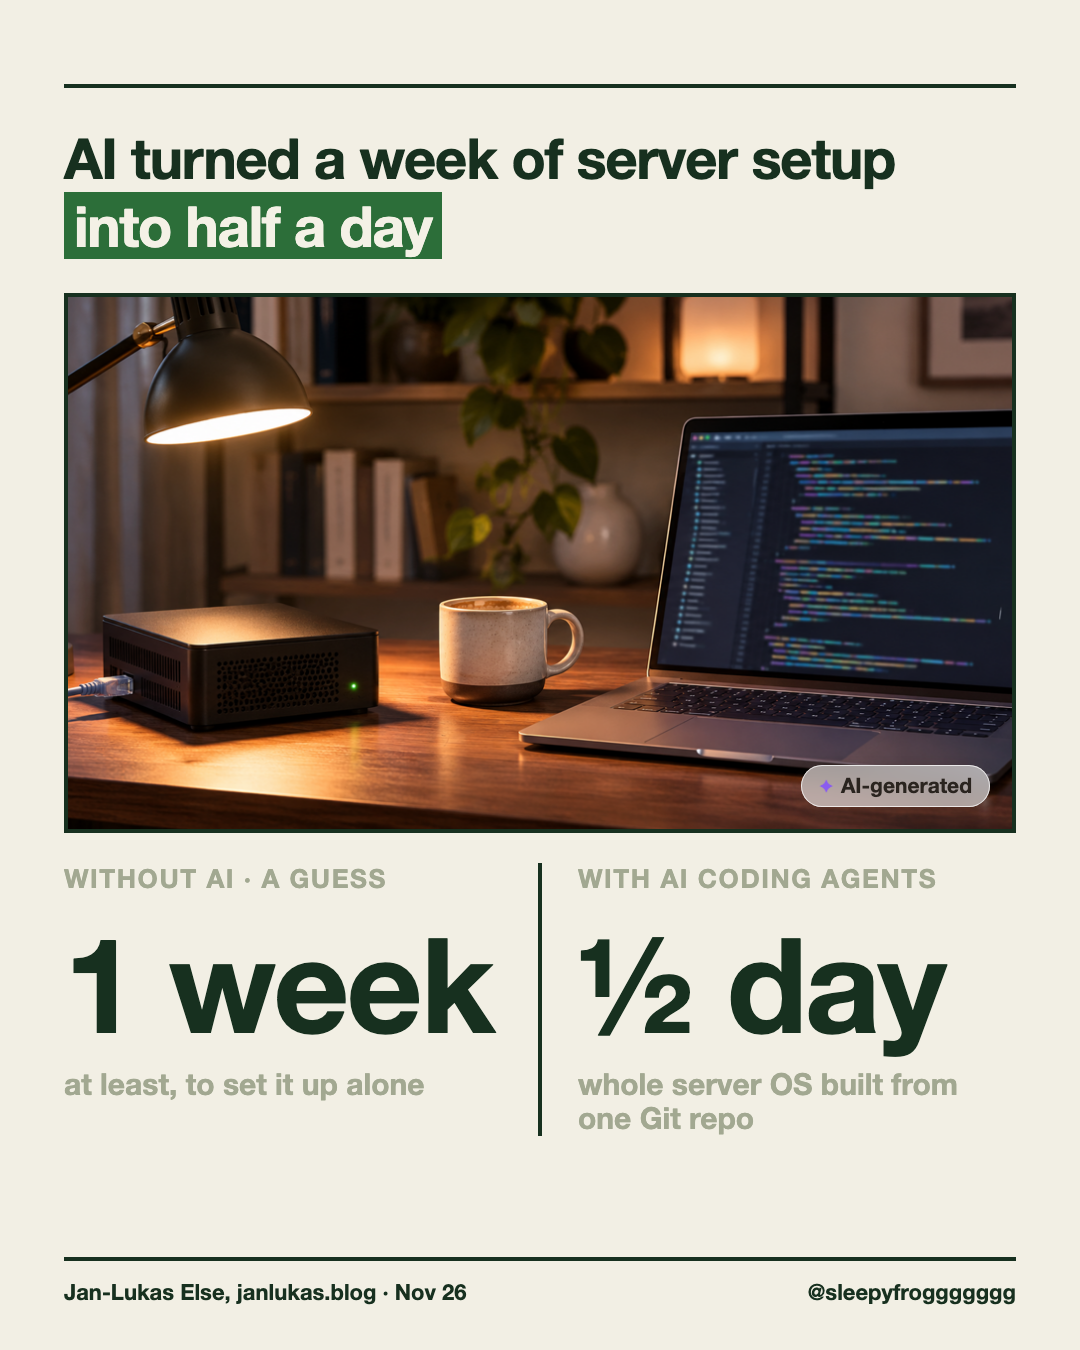 AI turned a week of server setup
into half a day
AI-generated
WITHOUT AI · A GUESS
1 week
at least, to set it up alone
WITH AI CODING AGENTS
½ day
whole server OS built from
one Git repo
Jan-Lukas Else, janlukas.blog · Nov 26
@sleepyfroggggggg